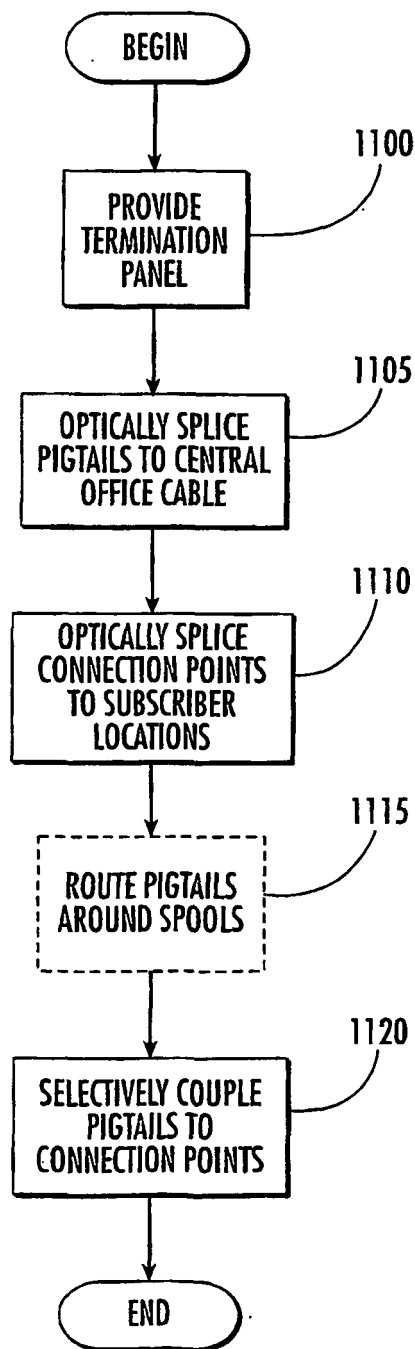 BEGIN
1100
PROVIDE
TERMINATION
PANEL
1105
OPTICALLY SPLICE
PIGTAILS TO CENTRAL
OFFICE CABLE
1110
OPTICALLY SPLICE
CONNECTION POINTS
TO SUBSCRIBER
LOCATIONS
1115
ROUTE PIGTAILS
AROUND SPOOLS
1120
SELECTIVELY COUPLE
PIGTAILS TO
CONNECTION POINTS
END